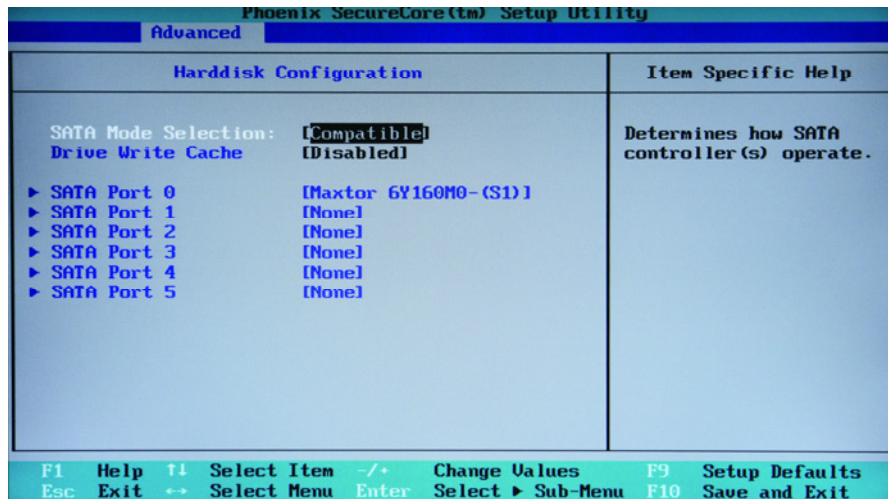 Phoenix SecureCore(tm) Setup Utility
Advanced
Harddisk Configuration
Item Specific Help
SATA Mode Selection: [Compatible]
Drive Write Cache [Disabled]
Determines how SATA
controller(s) operate.
► SATA Port 0 [Maxtor 6Y160M0-(S1)]
► SATA Port 1 [None]
► SATA Port 2 [None]
► SATA Port 3 [None]
► SATA Port 4 [None]
► SATA Port 5 [None]
F1 Help ↑↓ Select Item -/+ Change Values F9 Setup Defaults
Esc Exit ↔ Select Menu Enter Select ► Sub-Menu F10 Save and Exit